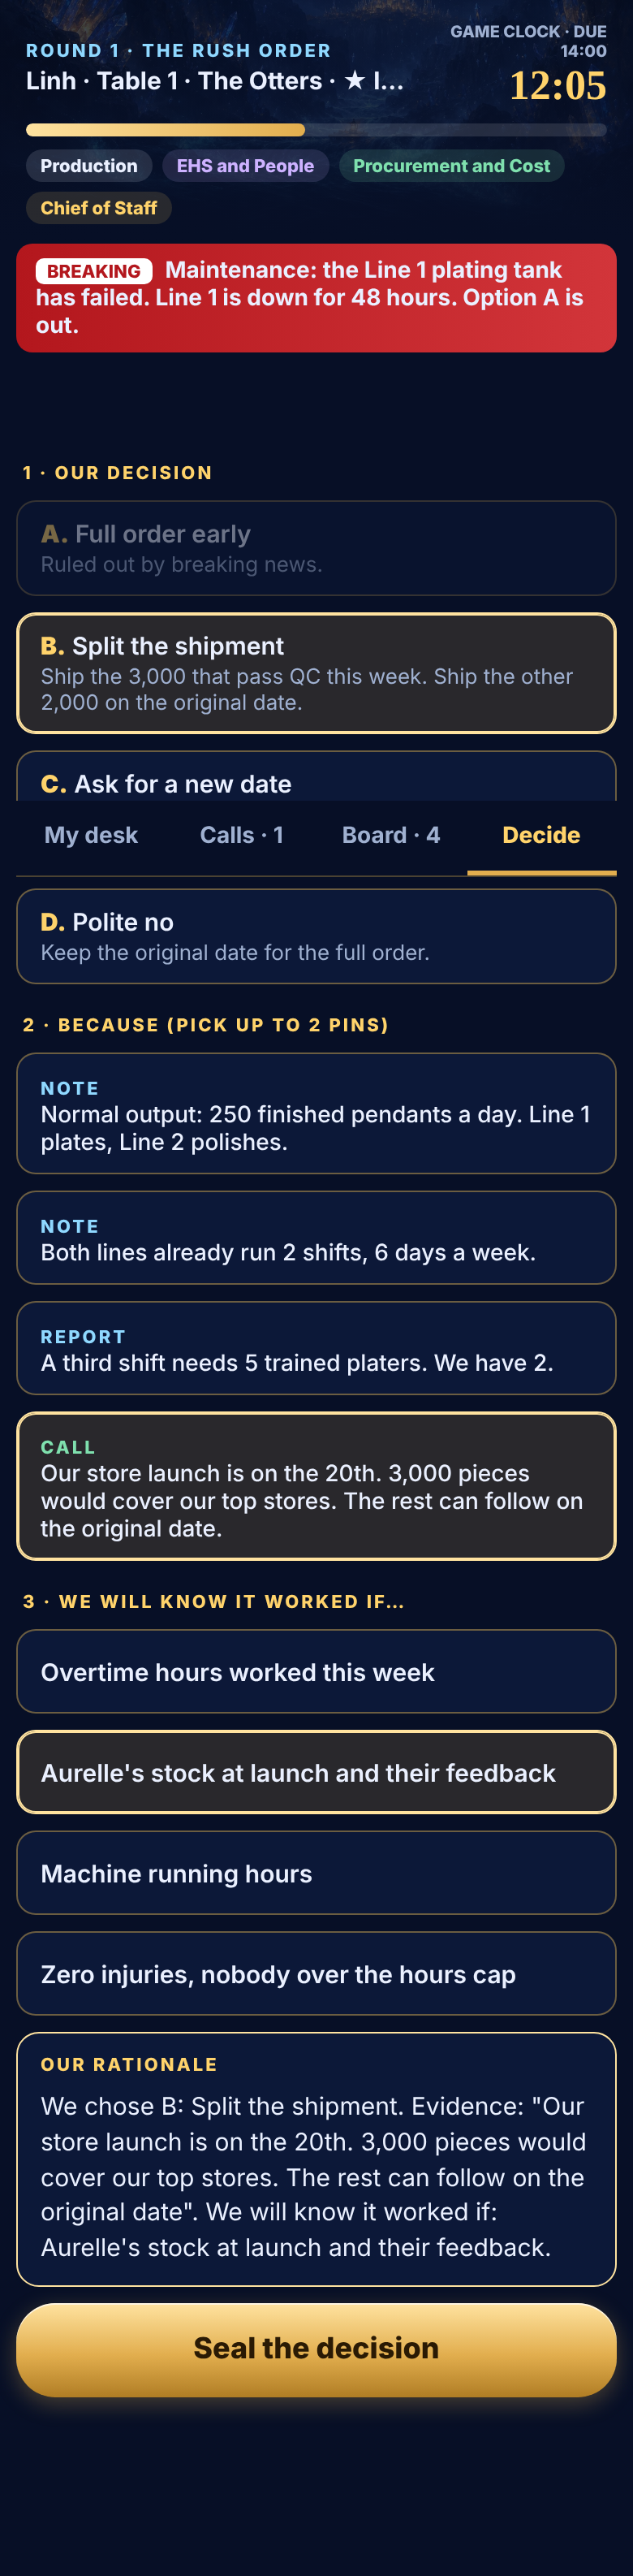 GAME CLOCK · DUE
14:00
ROUND 1 · THE RUSH ORDER
Linh · Table 1 · The Otters · ★ I...
12:05
Production
EHS and People
Procurement and Cost
Chief of Staff
BREAKING Maintenance: the Line 1 plating tank
has failed. Line 1 is down for 48 hours. Option A is
out.
1 · OUR DECISION
A. Full order early
Ruled out by breaking news.
B. Split the shipment
Ship the 3,000 that pass QC this week. Ship the other
2,000 on the original date.
C. Ask for a new date
My desk
Calls · 1
Board · 4
Decide
D. Polite no
Keep the original date for the full order.
2 · BECAUSE (PICK UP TO 2 PINS)
NOTE
Normal output: 250 finished pendants a day. Line 1
plates, Line 2 polishes.
NOTE
Both lines already run 2 shifts, 6 days a week.
REPORT
A third shift needs 5 trained platers. We have 2.
CALL
Our store launch is on the 20th. 3,000 pieces
would cover our top stores. The rest can follow on
the original date.
3 · WE WILL KNOW IT WORKED IF...
Overtime hours worked this week
Aurelle's stock at launch and their feedback
Machine running hours
Zero injuries, nobody over the hours cap
OUR RATIONALE
We chose B: Split the shipment. Evidence: "Our
store launch is on the 20th. 3,000 pieces would
cover our top stores. The rest can follow on the
original date". We will know it worked if:
Aurelle's stock at launch and their feedback.
Seal the decision